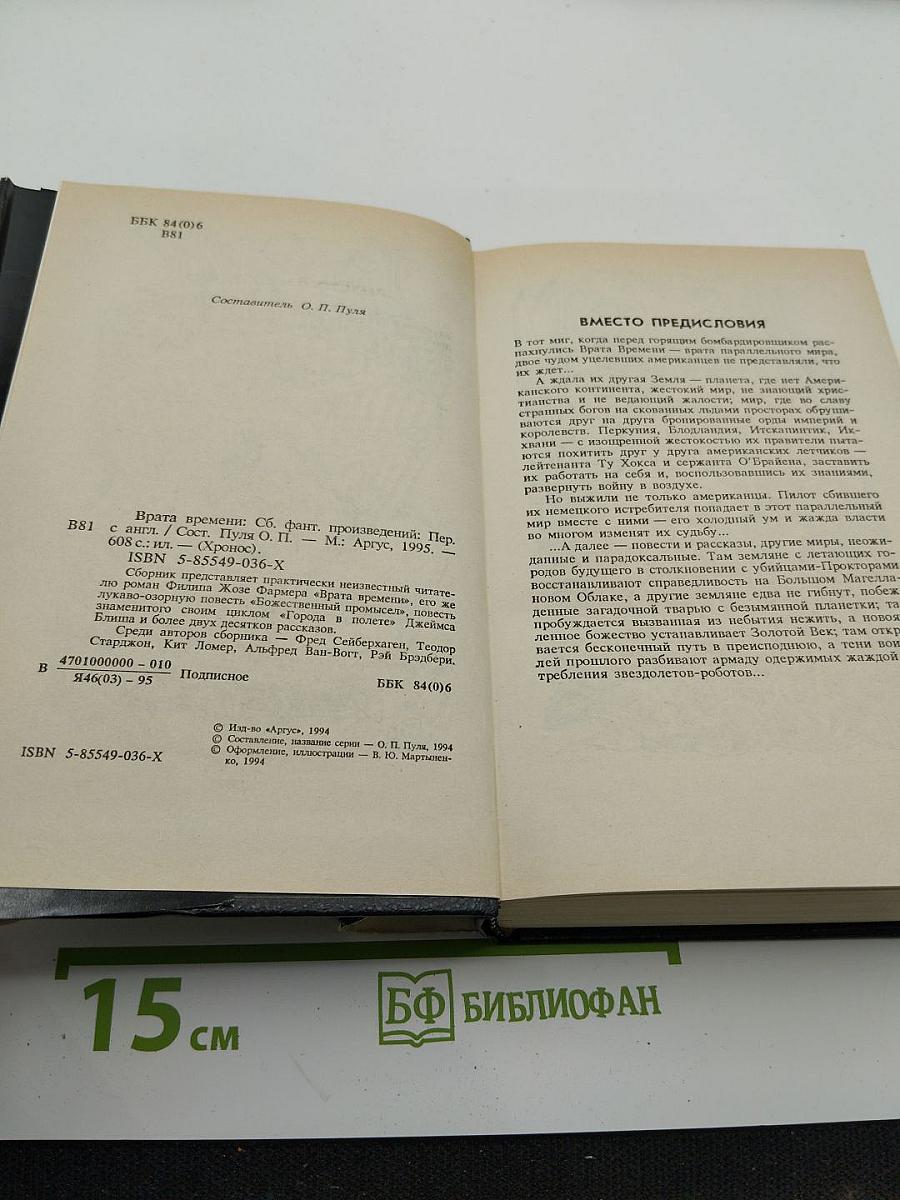 ББК 84(0)6
В81
Составитель О. П. Пуля
Врата времени: Сб. фант. произведений: Пер.
В81 с англ. / Сост. Пуля О. П. — М.: Аргус, 1995. —
608 с.: ил. — (Хронос).
ISBN 5-85549-036-X
Сборник представляет практически неизвестный читате-
лю роман Филипа Жозе Фармера «Врата времени», его же
лукаво-озорную повесть «Божественный промысел», повесть
знаменитого своим циклом «Города в полете» Джеймса
Блиша и более двух десятков рассказов.
Среди авторов сборника — Фред Сейберхаген, Теодор
Старджон, Кит Ломер, Альфред Ван-Вогт, Рэй Брэдбери.
В 4701000000 – 010
Я46(03) – 95 Подписное
ББК 84(0)6
© Изд-во «Аргус», 1994
© Составление, название серии — О. П. Пуля, 1994
© Оформление, иллюстрации — В. Ю. Мартынен-
ко, 1994
ISBN 5-85549-036-X
ВМЕСТО ПРЕДИСЛОВИЯ
В тот миг, когда перед горящим бомбардировщиком рас-
пахнулись Врата Времени — врата параллельного мира,
двое чудом уцелевших американцев не представляли, что
их ждет...
А ждала их другая Земля — планета, где нет Амери-
канского континента, жестокий мир, не знающий хрис-
тианства и не ведающий жалости; мир, где во славу
странных богов на скованных льдами просторах обруши-
ваются друг на друга бронированные орды империй и
королевств. Перкуния, Блодландия, Итскапинтик, Ик-
хвани — с изощренной жестокостью их правители пыта-
ются похитить друг у друга американских летчиков —
лейтенанта Ту Хокса и сержанта О'Брайена, заставить
их работать на себя и, воспользовавшись их знаниями,
развернуть войну в воздухе.
Но выжили не только американцы. Пилот сбившего
их немецкого истребителя попадает в этот параллельный
мир вместе с ними — его холодный ум и жажда власти
во многом изменят их судьбу...
...А далее — повести и рассказы, другие миры, неожи-
данные и парадоксальные. Там земляне с летающих го-
родов будущего в столкновении с убийцами-Прокторами
восстанавливают справедливость на Большом Магелла-
новом Облаке, а другие земляне едва не гибнут, побеж
денные загадочной тварью с безымянной планетки; та
пробуждается вызванная из небытия нежить, а новоя
ленное божество устанавливает Золотой Век; там откр
вается бесконечный путь в преисподнюю, а тени вои
лей прошлого разбивают армаду одержимых жаждой
требления звездолетов-роботов...
15 см
БФ БИБЛИОФАН